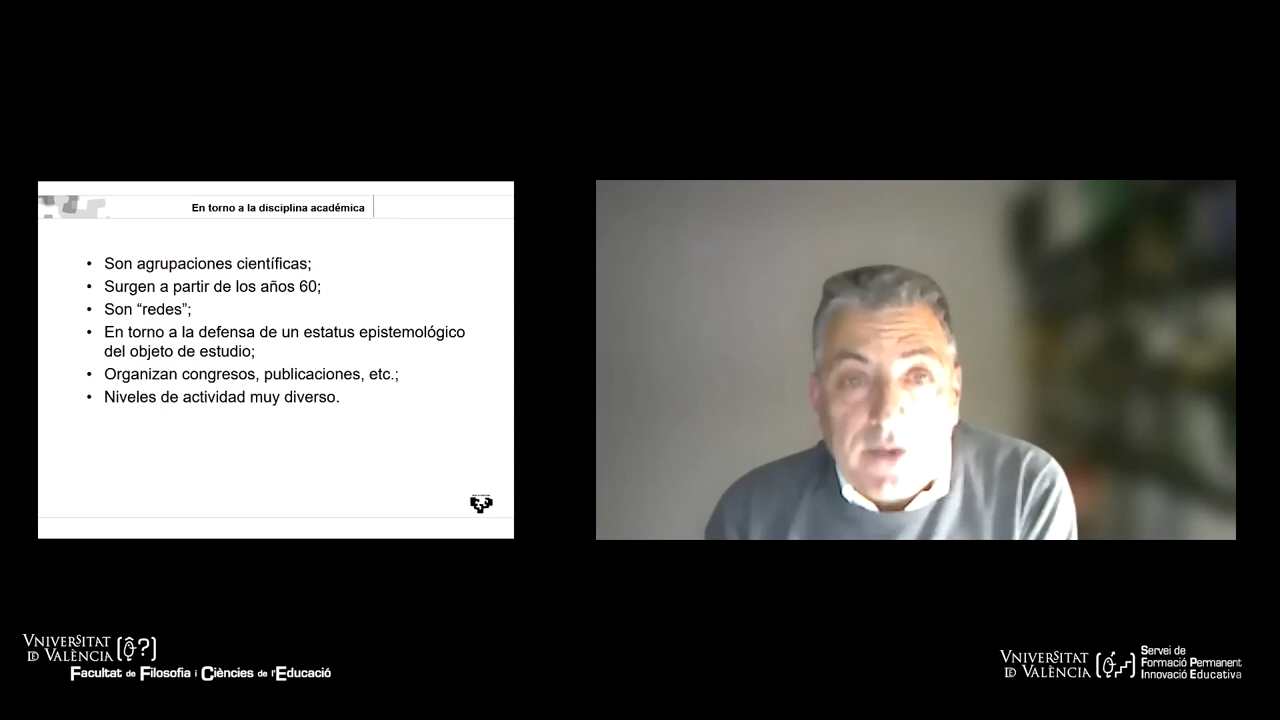 En torno a la disciplina académica
• Son agrupaciones científicas;
• Surgen a partir de los años 60;
• Son “redes”;
• En torno a la defensa de un estatus epistemológico
del objeto de estudio;
• Organizan congresos, publicaciones, etc.;
• Niveles de actividad muy diverso.
VNIVERSITAT
ID VALÈNCIA
Facultat de Filosofia i Ciències de l'Educació
VNIVERSITAT
ID VALÈNCIA
Servei de
Formació Permanent
Innovació Educativa